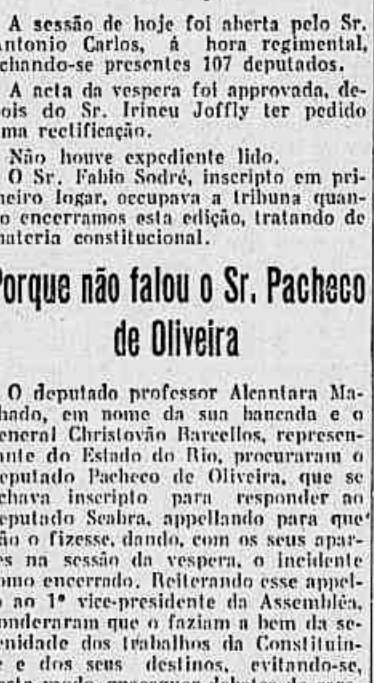 A sessão de hoje foi aberta pelo Sr.
Antonio Carlos, á hora regimental,
chando-se presentes 107 deputados.
A acta da vespera foi approvada, de-
pois do Sr. Irineu Joffly ter pedido
uma rectificação.
Não houve expediente lido.
O Sr. Fabio Sodré, inscripto em pri-
meiro logar, occupava a tribuna quan-
do encerramos esta edição, tratando de
materia constitucional.
Porque não falou o Sr. Pacheco
de Oliveira
O deputado professor Alcantara Ma-
chado, em nome da sua bancada e o
general Christovão Barcellos, represen-
tante do Estado do Rio, procuraram o
deputado Pacheco de Oliveira, que se
achava inscripto para responder ao
deputado Seabra, appellando para que
não o fizesse, dando, com os seus apar-
tes na sessão da vespera, o incidente
como encerrado. Reiterando esse appel-
o ao 1º vice-presidente da Assembléa,
ponderaram que o faziam a bem da se-
renidade dos trabalhos da Constituin-
e e dos seus destinos, evitando-se,